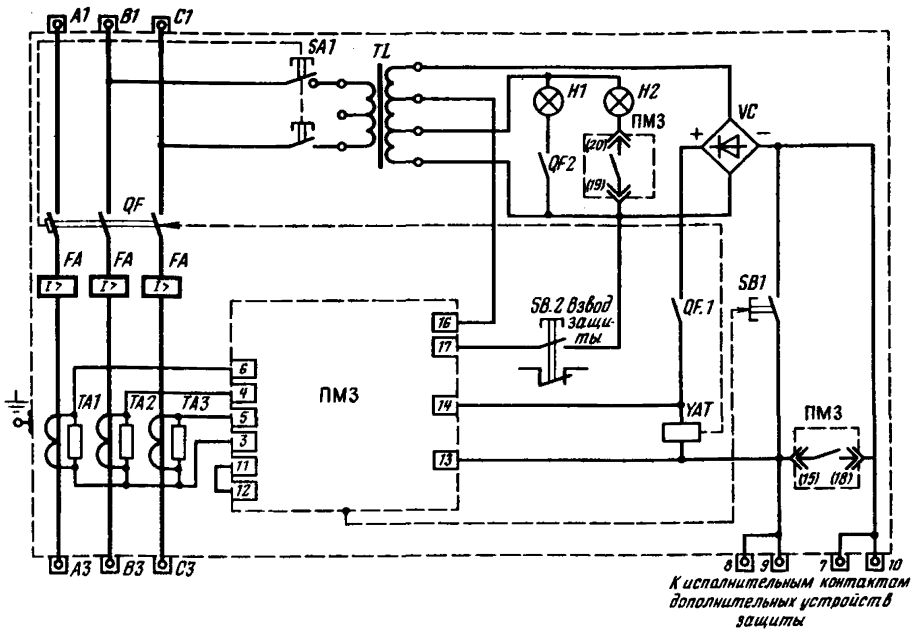 A1 B1 C1
SA1
TL
H1 H2
ПМЗ
VC
(20)
+ -
QF2
(19)
QF
FA FA FA
I> I> I>
SB.2 Взвод
защи-
ты
QF.1
SB1
16
17
6
4
5
3
11
12
ПМЗ
14
13
YAT
ПМЗ
TA1 TA2 TA3
(15) (18)
A3 B3 C3
8 9 7 10
К исполнительным контактам
дополнительных устройств
защиты